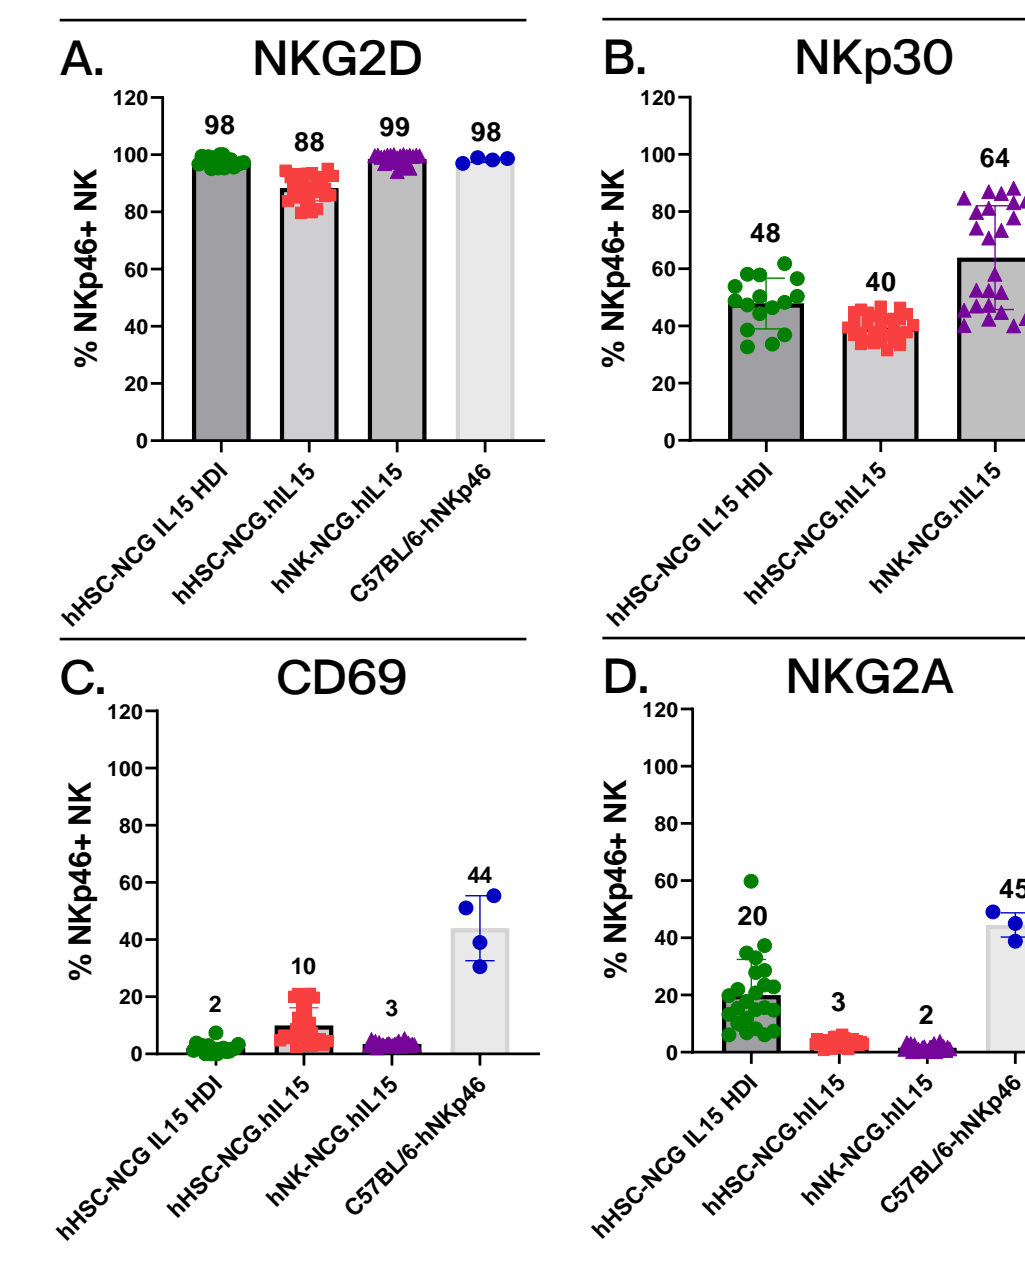 A. NKG2D
120
100
80
60
40
20
0
% NKp46+ NK
98
88
99
98
hHSC-NCG IL15 HDI
hHSC-NCG.hIL15
hNK-NCG.hIL15
C57BL/6-hNKp46
B. NKp30
120
100
80
60
40
20
0
% NKp46+ NK
48
40
64
hHSC-NCG IL15 HDI
hHSC-NCG.hIL15
hNK-NCG.hIL15
C. CD69
120
100
80
60
40
20
0
% NKp46+ NK
2
10
3
44
hHSC-NCG IL15 HDI
hHSC-NCG.hIL15
hNK-NCG.hIL15
C57BL/6-hNKp46
D. NKG2A
120
100
80
60
40
20
0
% NKp46+ NK
20
3
2
45
hHSC-NCG IL15 HDI
hHSC-NCG.hIL15
hNK-NCG.hIL15
C57BL/6-hNKp46